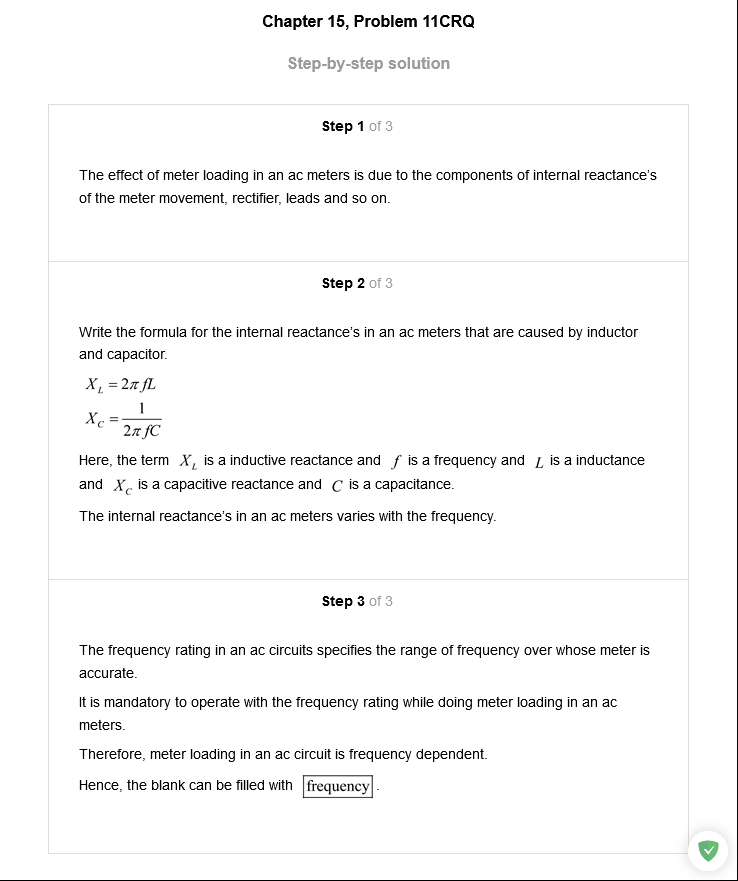 Chapter 15, Problem 11CRQ
Step-by-step solution
Step 1 of 3
The effect of meter loading in an ac meters is due to the components of internal reactance's
of the meter movement, rectifier, leads and so on.
Step 2 of 3
Write the formula for the internal reactance's in an ac meters that are caused by inductor
and capacitor.
X_L = 2π fL
X_C = 1/(2π fC)
Here, the term X_L is a inductive reactance and f is a frequency and L is a inductance
and X_C is a capacitive reactance and C is a capacitance.
The internal reactance's in an ac meters varies with the frequency.
Step 3 of 3
The frequency rating in an ac circuits specifies the range of frequency over whose meter is
accurate.
It is mandatory to operate with the frequency rating while doing meter loading in an ac
meters.
Therefore, meter loading in an ac circuit is frequency dependent.
Hence, the blank can be filled with frequency .